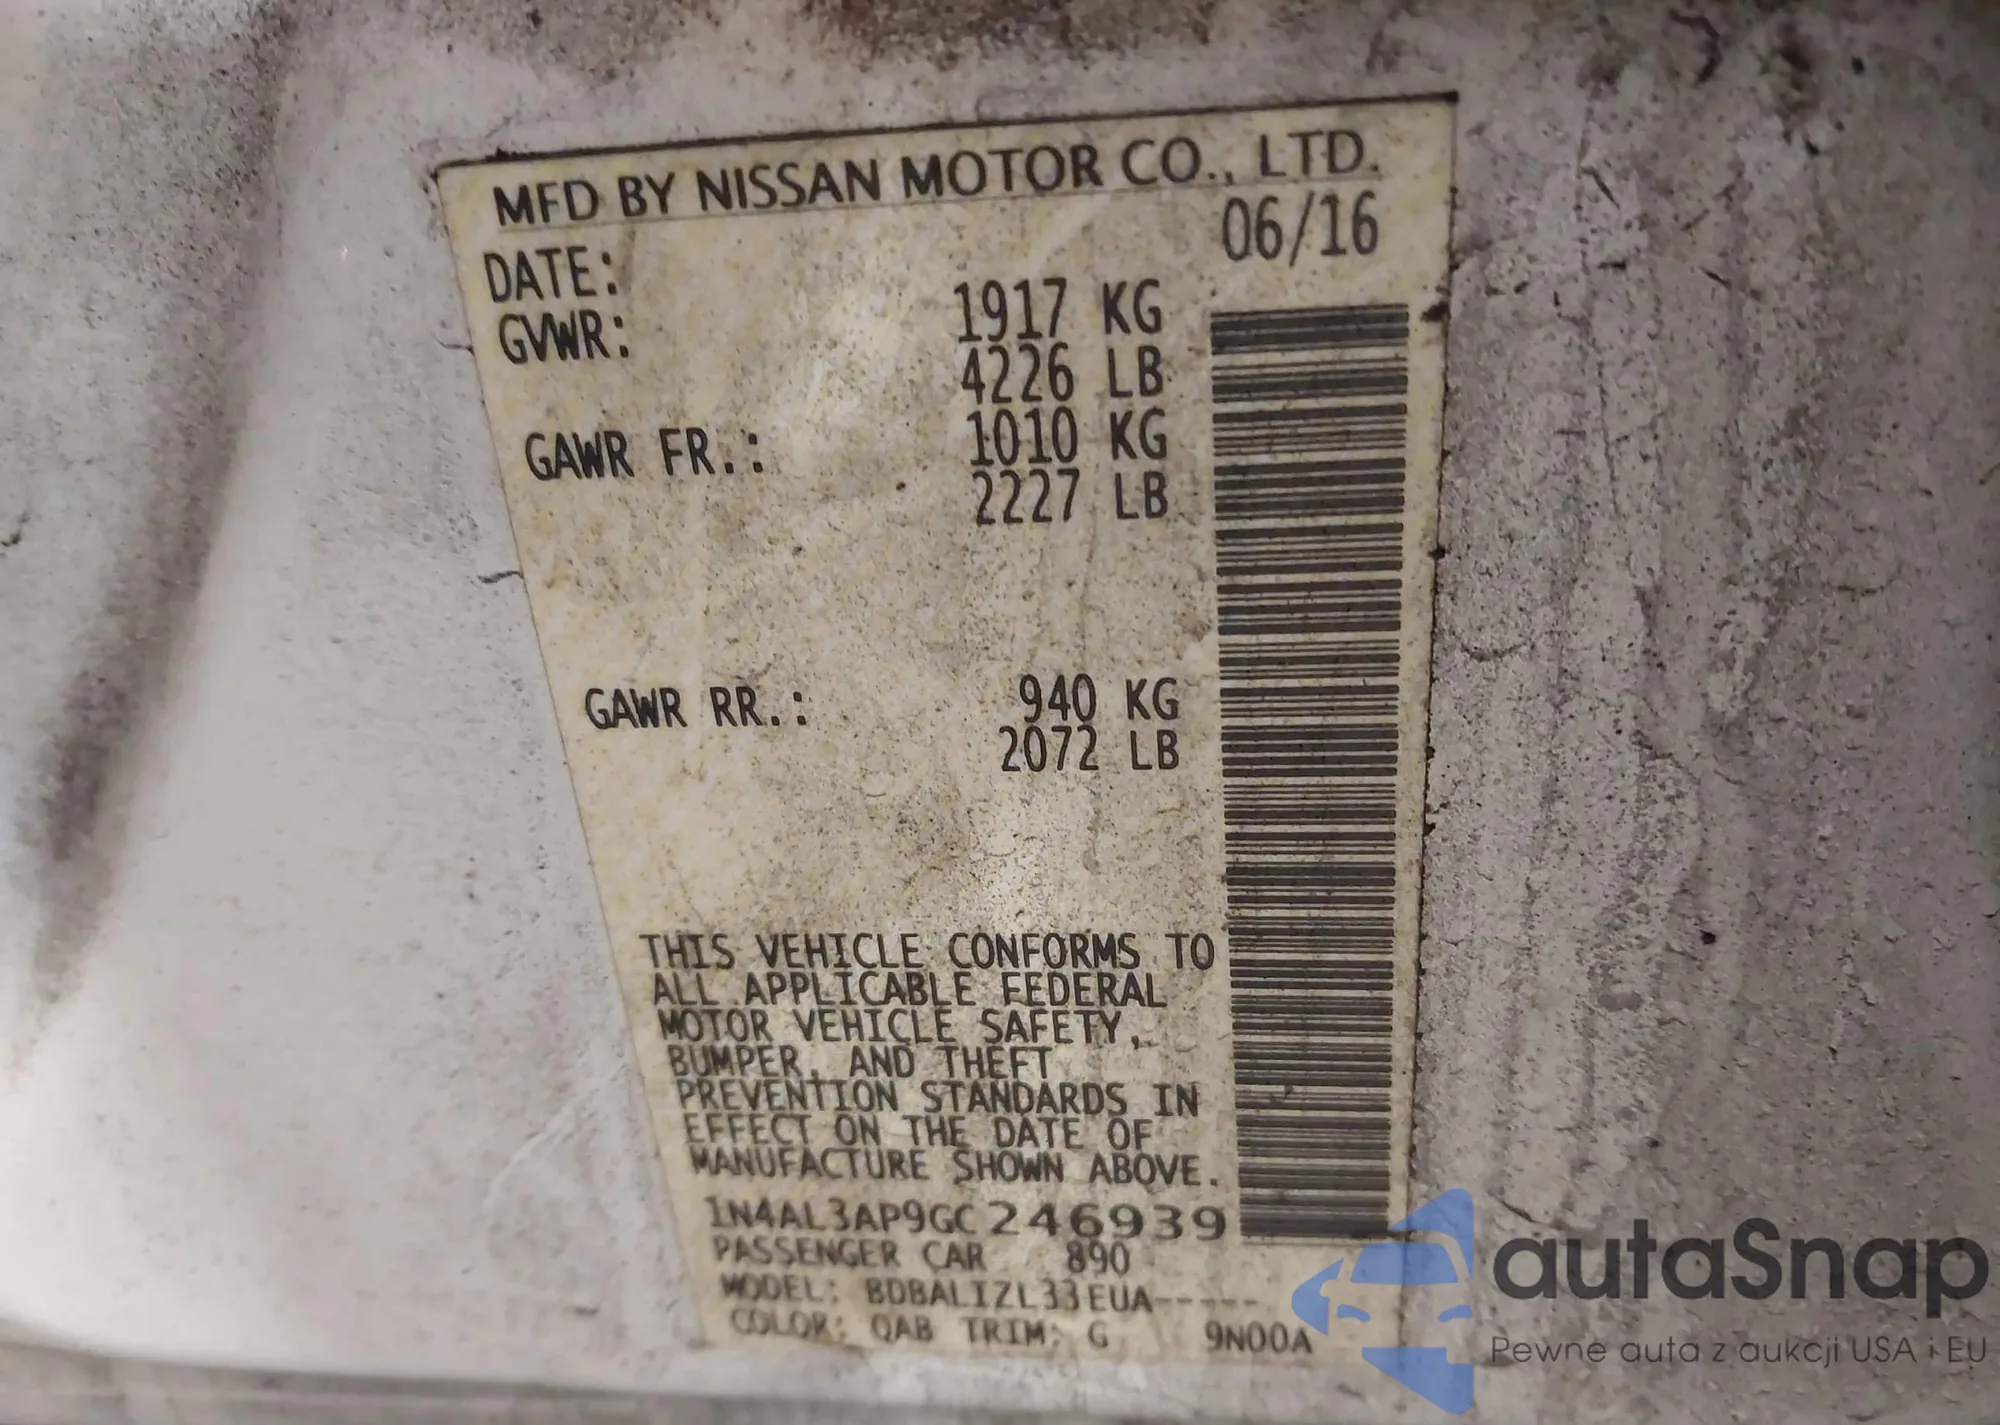 MFD BY NISSAN MOTOR CO., LTD.
DATE: 06/16
GVWR: 1917 KG
4226 LB
GAWR FR.: 1010 KG
2227 LB
GAWR RR.: 940 KG
2072 LB
THIS VEHICLE CONFORMS TO
ALL APPLICABLE FEDERAL
MOTOR VEHICLE SAFETY,
BUMPER, AND THEFT
PREVENTION STANDARDS IN
EFFECT ON THE DATE OF
MANUFACTURE SHOWN ABOVE.
1N4AL3AP9GC246939
PASSENGER CAR 890
MODEL: BDBALIZL33EUA-----
COLOR: QAB TRIM: G 9N00A
autaSnap
Pewne auta z aukcji USA i EU